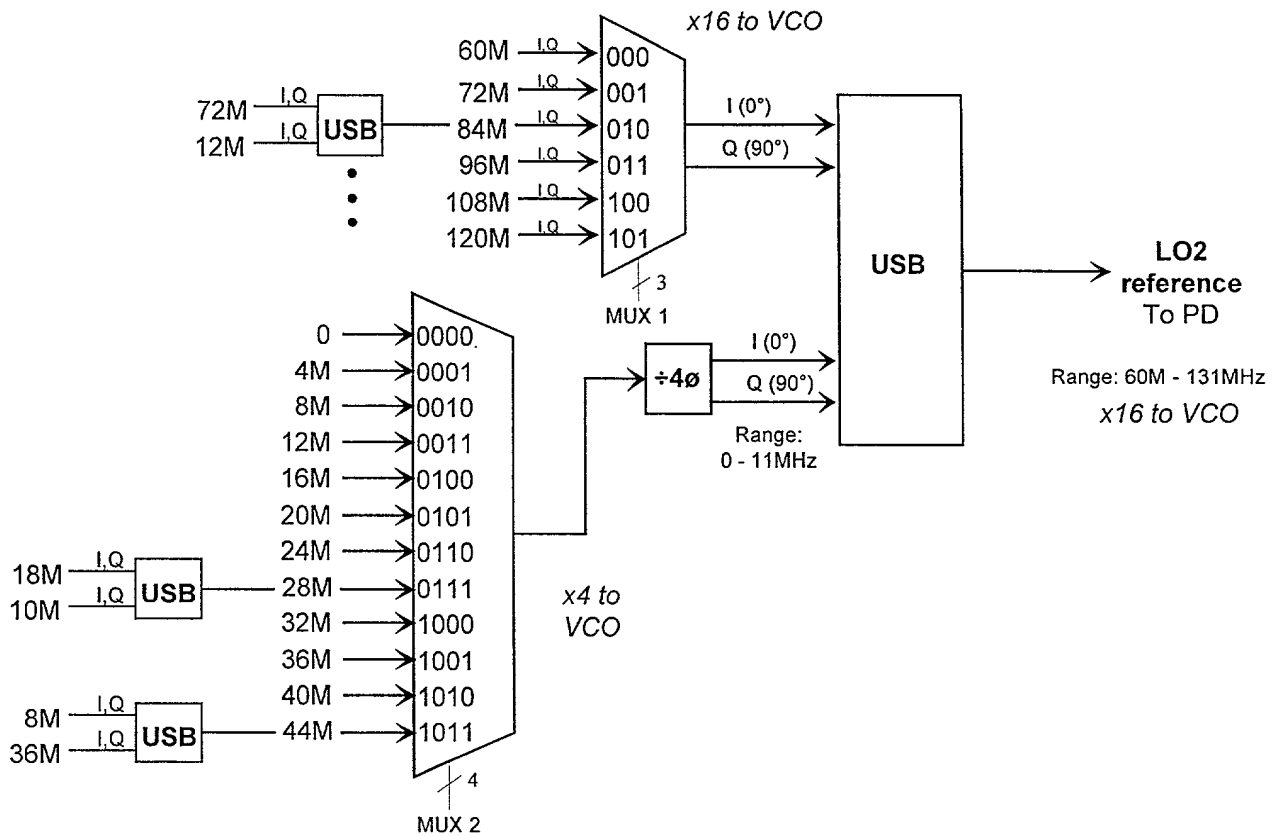 x16 to VCO
60M I,Q 000
72M I,Q 001
72M I,Q
12M I,Q
USB
84M I,Q 010
96M I,Q 011
108M I,Q 100
120M I,Q 101
3
MUX 1
I (0°)
Q (90°)
USB
LO2
reference
To PD
Range: 60M - 131MHz
x16 to VCO
0 0000
4M 0001
8M 0010
12M 0011
16M 0100
20M 0101
24M 0110
18M I,Q
10M I,Q
USB
28M 0111
32M 1000
36M 1001
40M 1010
8M I,Q
36M I,Q
USB
44M 1011
4
MUX 2
x4 to
VCO
÷4ø
I (0°)
Q (90°)
Range:
0 - 11MHz